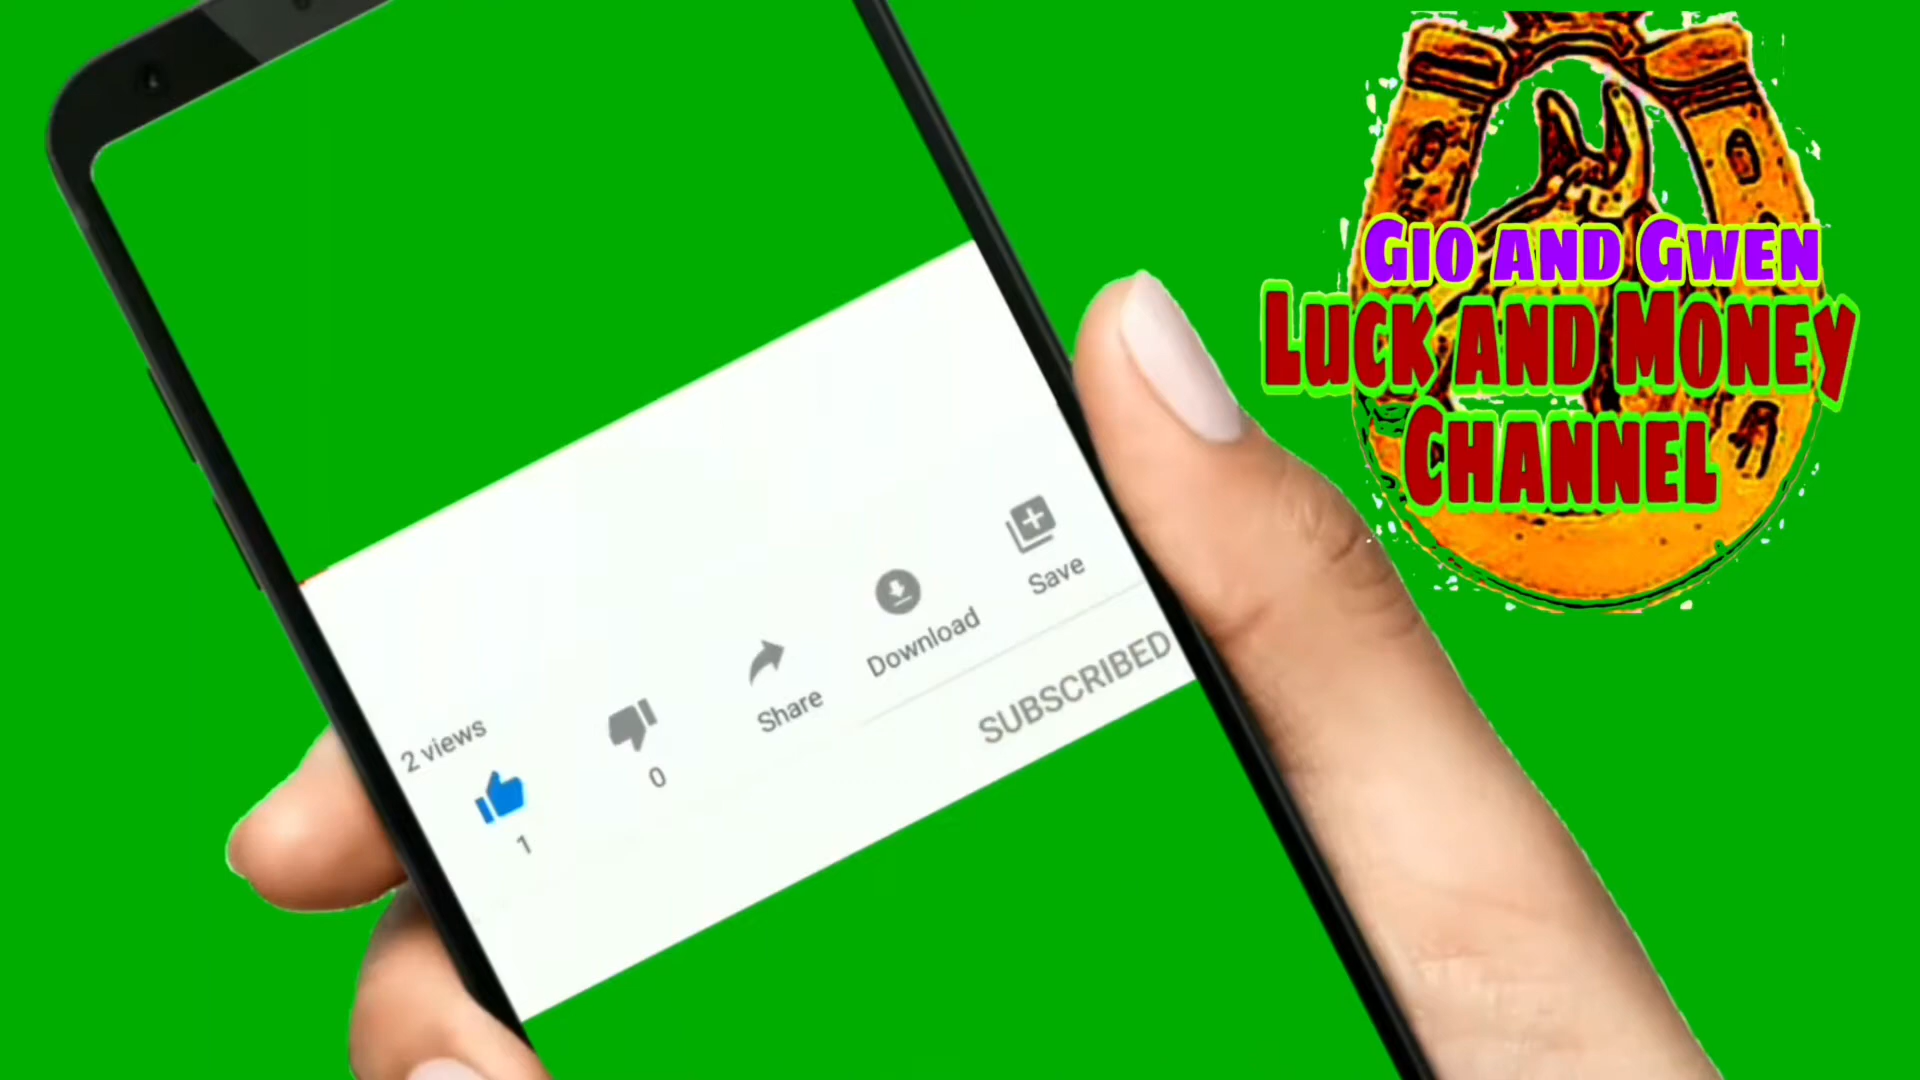 GIO AND GWEN
LUCK AND MONEY
CHANNEL
2 views
1
0
Share
Download
Save
SUBSCRIBED